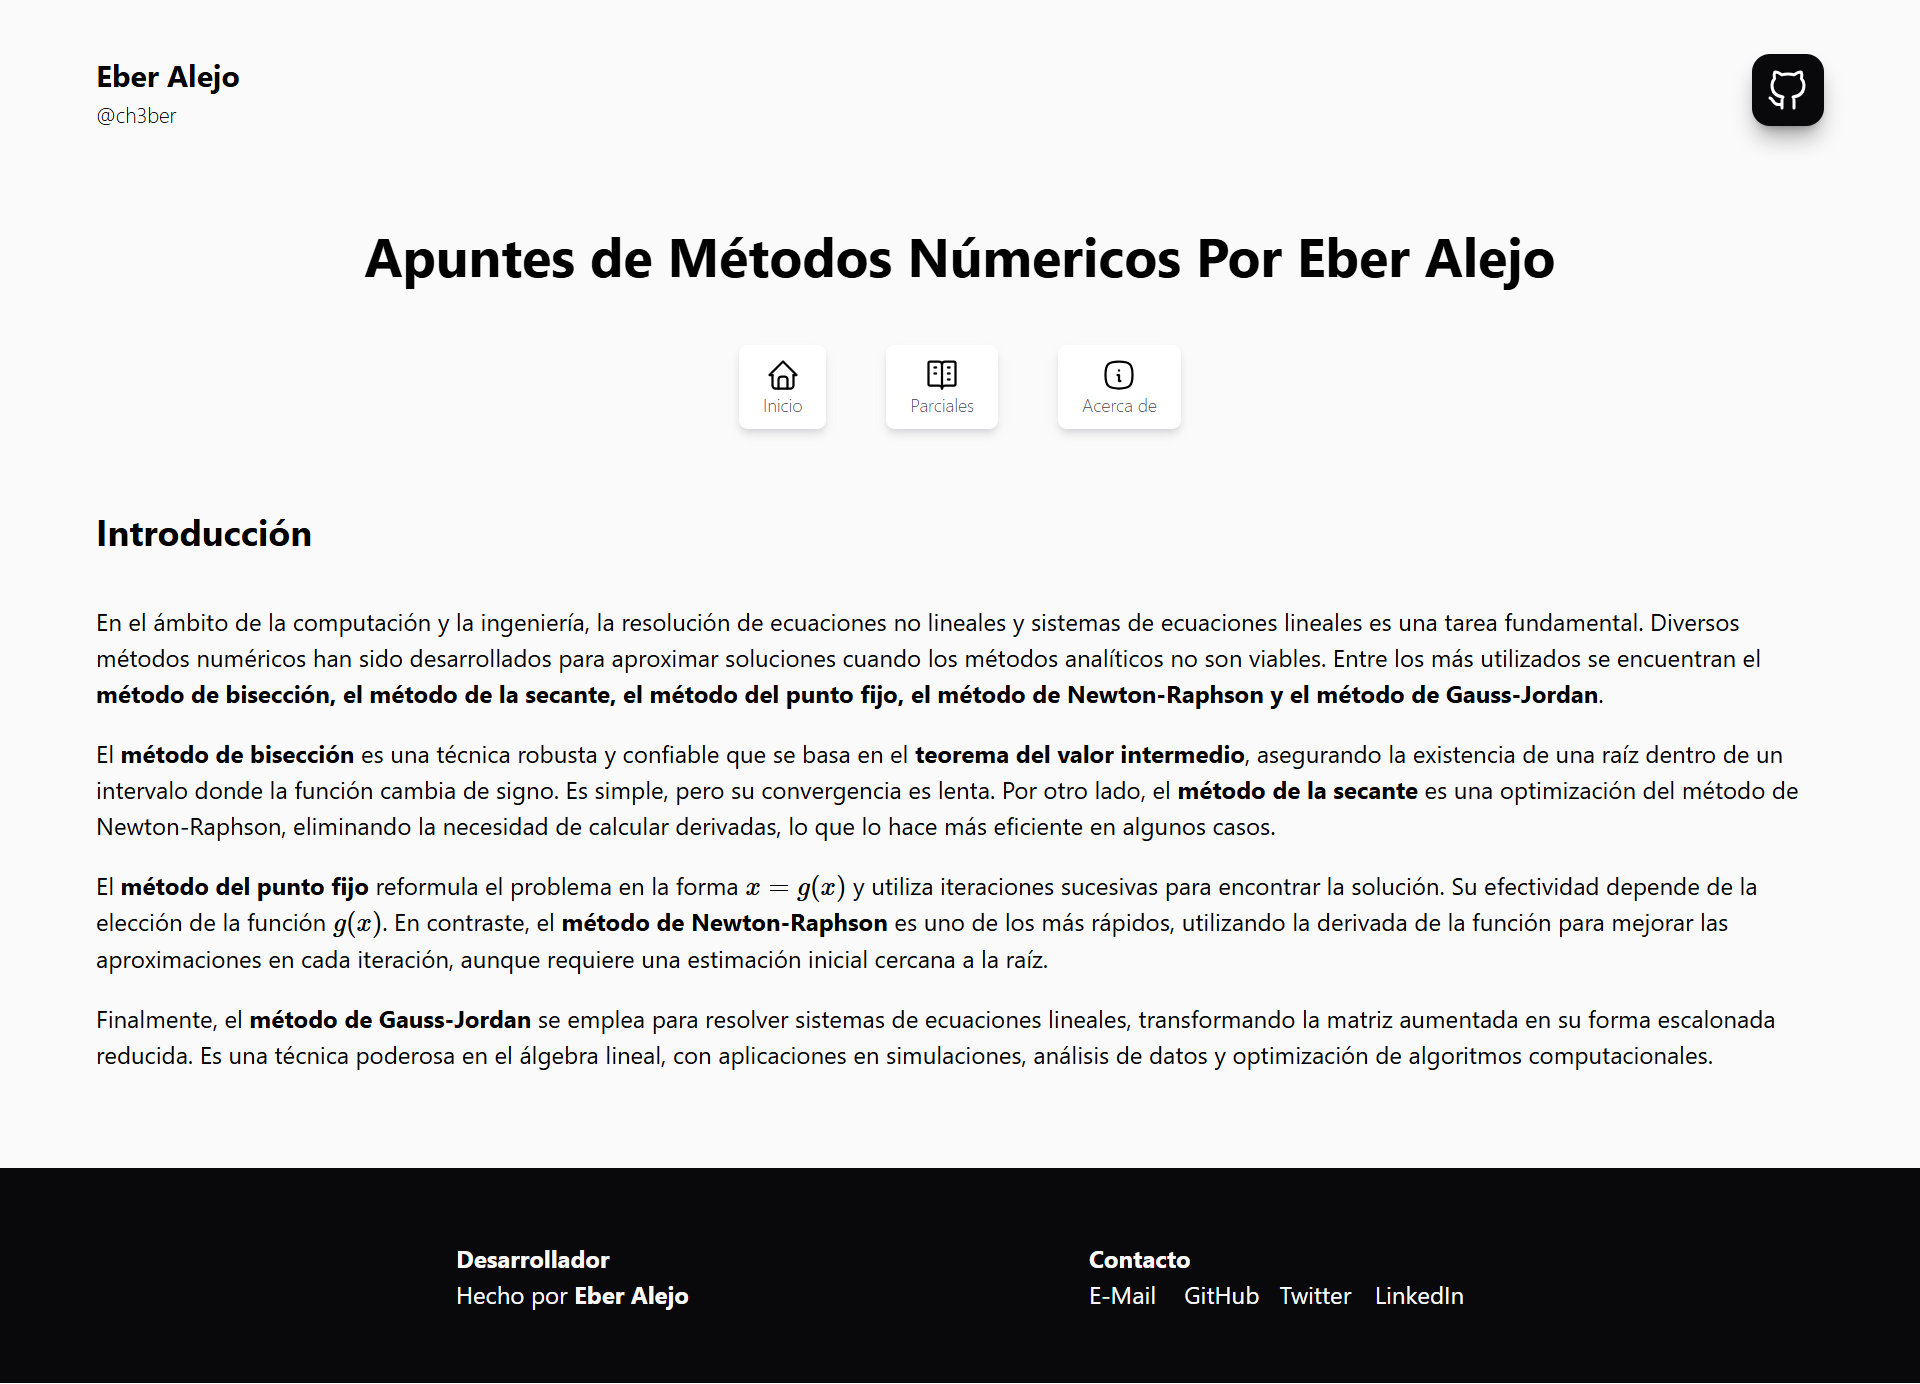 Eber Alejo
@ch3ber
Apuntes de Métodos Númericos Por Eber Alejo
Inicio
Parciales
Acerca de
Introducción
En el ámbito de la computación y la ingeniería, la resolución de ecuaciones no lineales y sistemas de ecuaciones lineales es una tarea fundamental. Diversos
métodos numéricos han sido desarrollados para aproximar soluciones cuando los métodos analíticos no son viables. Entre los más utilizados se encuentran el
método de bisección, el método de la secante, el método del punto fijo, el método de Newton-Raphson y el método de Gauss-Jordan.
El método de bisección es una técnica robusta y confiable que se basa en el teorema del valor intermedio, asegurando la existencia de una raíz dentro de un
intervalo donde la función cambia de signo. Es simple, pero su convergencia es lenta. Por otro lado, el método de la secante es una optimización del método de
Newton-Raphson, eliminando la necesidad de calcular derivadas, lo que lo hace más eficiente en algunos casos.
El método del punto fijo reformula el problema en la forma x = g(x) y utiliza iteraciones sucesivas para encontrar la solución. Su efectividad depende de la
elección de la función g(x). En contraste, el método de Newton-Raphson es uno de los más rápidos, utilizando la derivada de la función para mejorar las
aproximaciones en cada iteración, aunque requiere una estimación inicial cercana a la raíz.
Finalmente, el método de Gauss-Jordan se emplea para resolver sistemas de ecuaciones lineales, transformando la matriz aumentada en su forma escalonada
reducida. Es una técnica poderosa en el álgebra lineal, con aplicaciones en simulaciones, análisis de datos y optimización de algoritmos computacionales.
Desarrollador
Hecho por Eber Alejo
Contacto
E-Mail GitHub Twitter LinkedIn